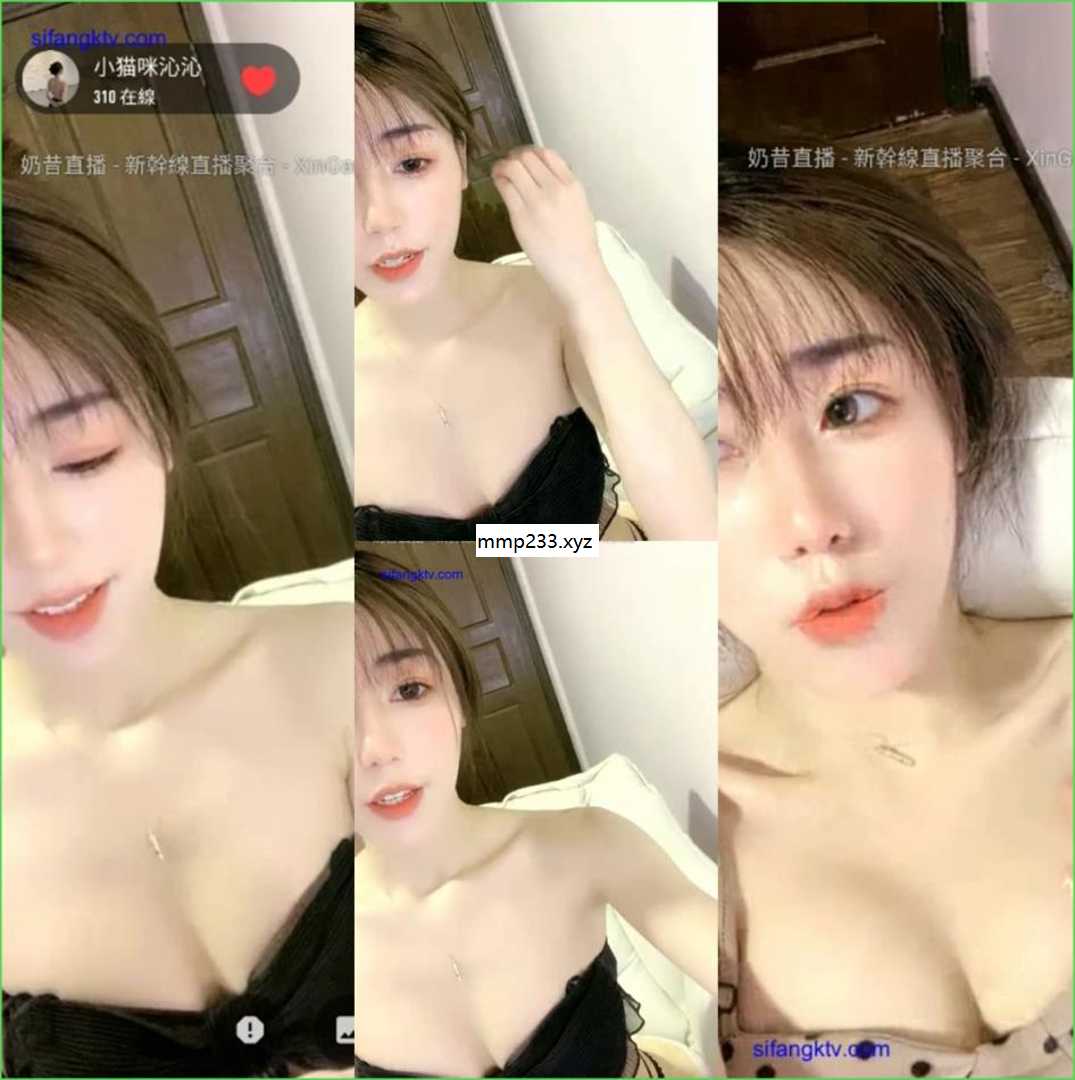 sifangktv.com
小猫咪沁沁
310 在線
奶昔直播 - 新幹線直播聚合 - XinGa
奶昔直播 - 新幹線直播聚合 - XinG
mmp233.xyz
sifangktv.com
sifangktv.com